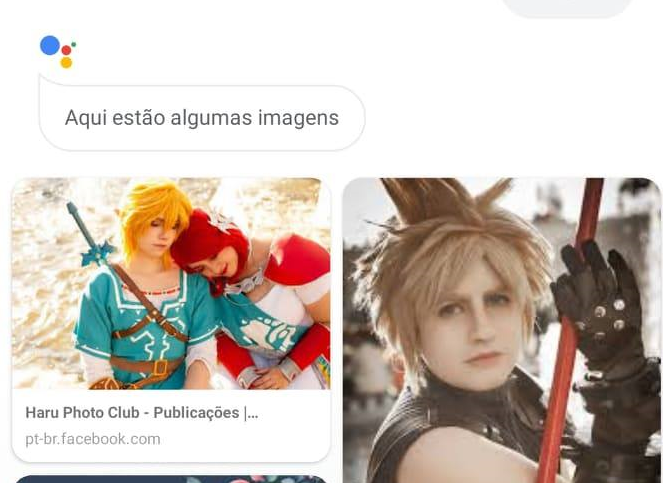 Aqui estão algumas imagens
Haru Photo Club - Publicações |...
pt-br.facebook.com